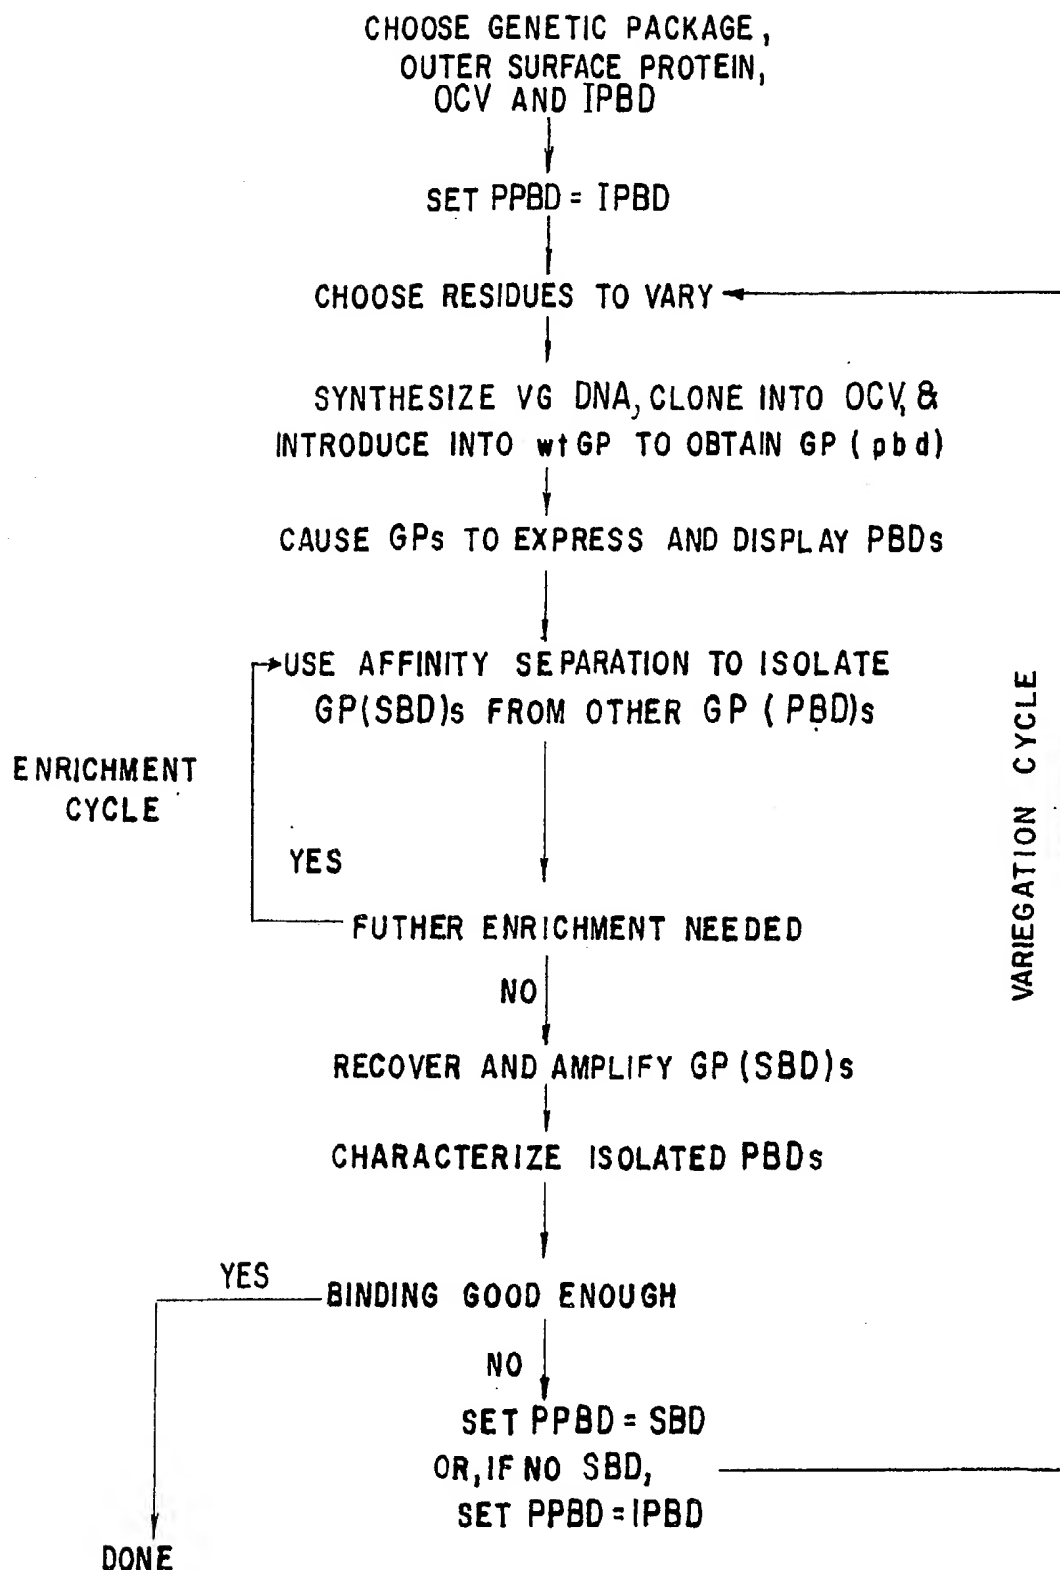 CHOOSE GENETIC PACKAGE,
OUTER SURFACE PROTEIN,
OCV AND IPBD
SET PPBD = IPBD
CHOOSE RESIDUES TO VARY
SYNTHESIZE VG DNA, CLONE INTO OCV, &
INTRODUCE INTO wtGP TO OBTAIN GP (pbd)
CAUSE GPs TO EXPRESS AND DISPLAY PBDs
USE AFFINITY SEPARATION TO ISOLATE
GP(SBD)s FROM OTHER GP (PBD)s
ENRICHMENT
CYCLE
VARIEGATION CYCLE
YES
FUTHER ENRICHMENT NEEDED
NO
RECOVER AND AMPLIFY GP (SBD)s
CHARACTERIZE ISOLATED PBDs
YES
BINDING GOOD ENOUGH
NO
SET PPBD = SBD
OR, IF NO SBD,
SET PPBD = IPBD
DONE